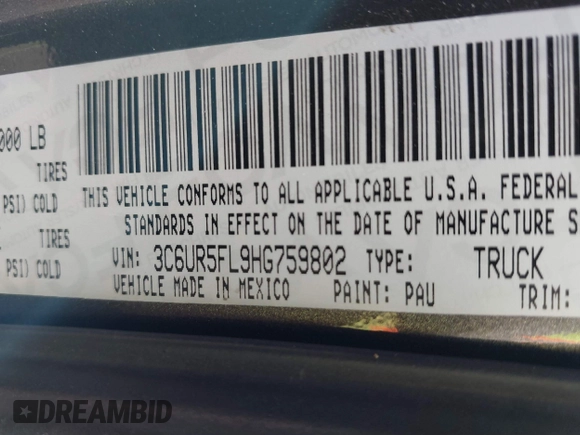 000 LB
TIRES
PSI) COLD
TIRES
PSI) COLD
THIS VEHICLE CONFORMS TO ALL APPLICABLE U.S.A. FEDERAL
STANDARDS IN EFFECT ON THE DATE OF MANUFACTURE S
VIN: 3C6UR5FL9HG759802 TYPE: TRUCK
VEHICLE MADE IN MEXICO PAINT: PAU TRIM:
DREAMBID